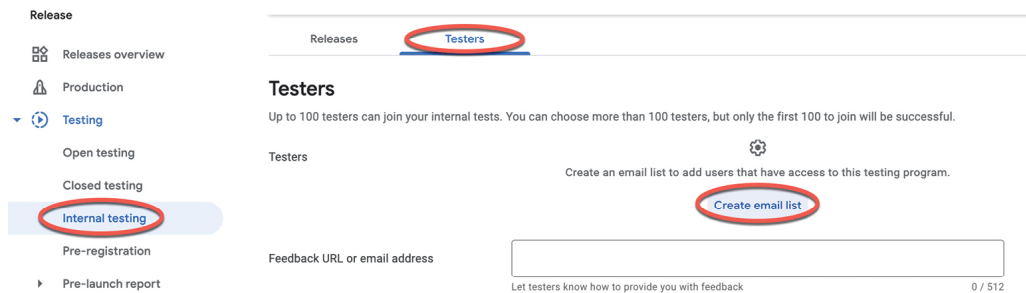 Release
Releases overview
Production
Testing
Open testing
Closed testing
Internal testing
Pre-registration
Pre-launch report
Releases Testers
Testers
Up to 100 testers can join your internal tests. You can choose more than 100 testers, but only the first 100 to join will be successful.
Testers
Create an email list to add users that have access to this testing program.
Create email list
Feedback URL or email address
Let testers know how to provide you with feedback 0 / 512